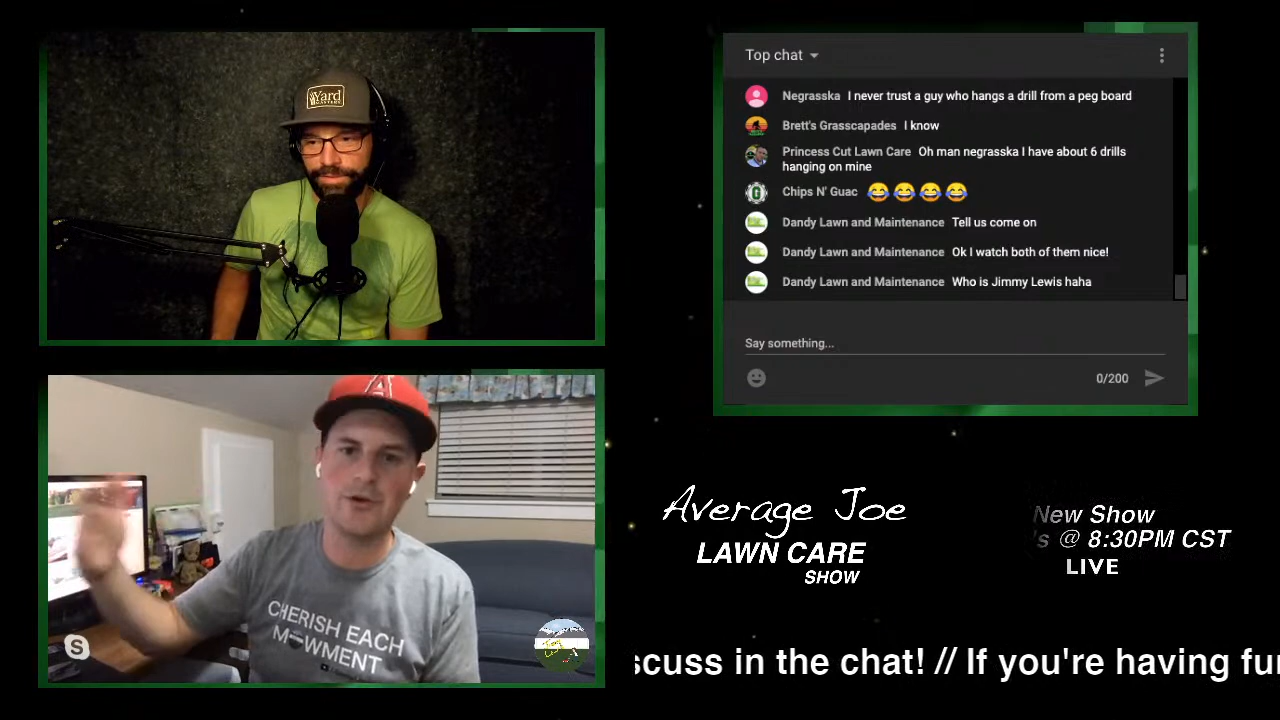 Yard
Top chat
Negrasska I never trust a guy who hangs a drill from a peg board
Brett's Grasscapades I know
Princess Cut Lawn Care Oh man negrasska I have about 6 drills
hanging on mine
Chips N' Guac 😂😂😂😂
Dandy Lawn and Maintenance Tell us come on
Dandy Lawn and Maintenance Ok I watch both of them nice!
Dandy Lawn and Maintenance Who is Jimmy Lewis haha
Say something...
0/200
A
CHERISH EACH
MOWMENT
Average Joe
LAWN CARE
SHOW
New Show
's @ 8:30PM CST
LIVE
scuss in the chat! // If you're having fu